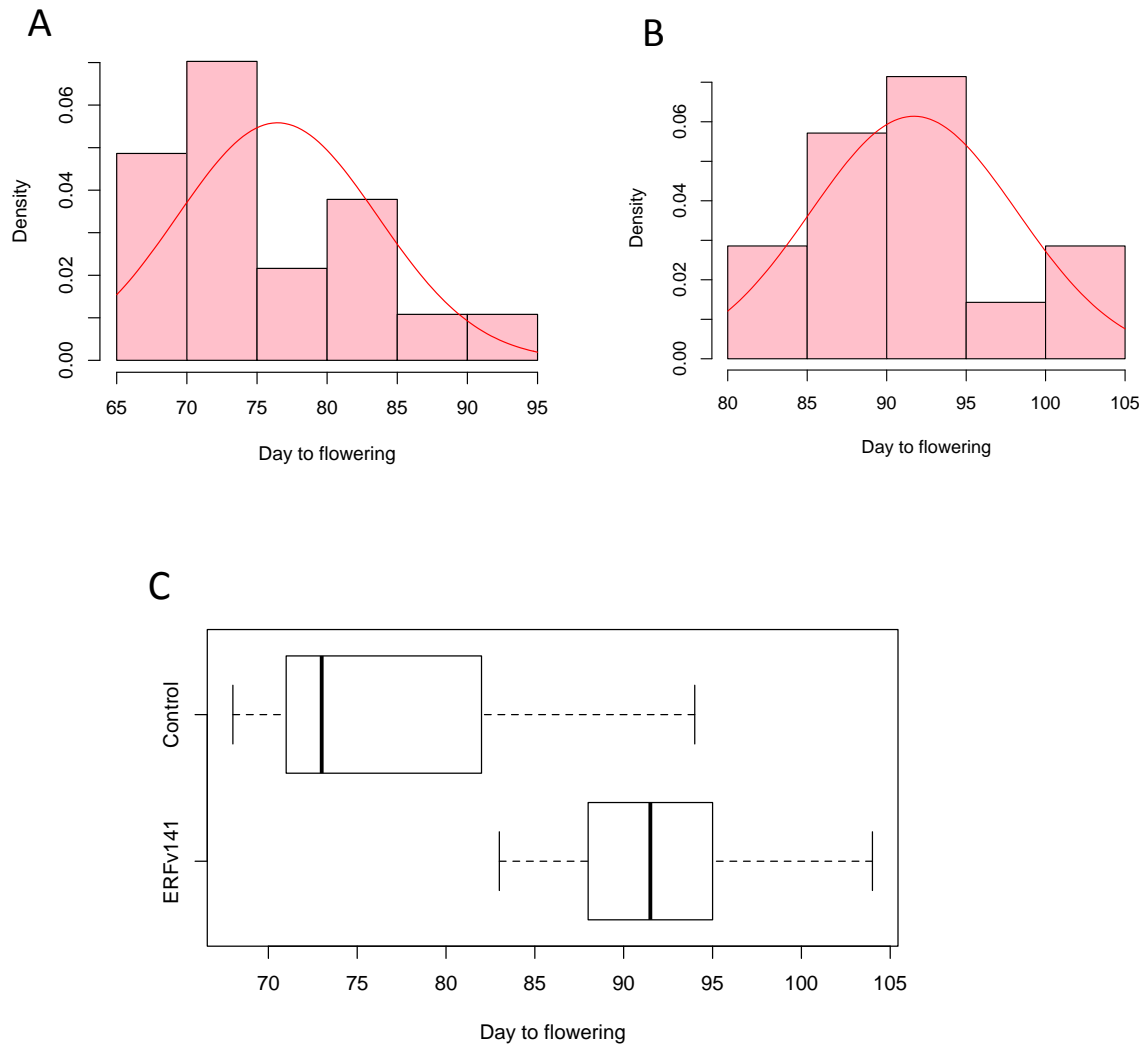 A
Density
0.00 0.02 0.04 0.06
65 70 75 80 85 90 95
Day to flowering
B
Density
0.00 0.02 0.04 0.06
80 85 90 95 100 105
Day to flowering
C
Control
ERFv141
70 75 80 85 90 95 100 105
Day to flowering